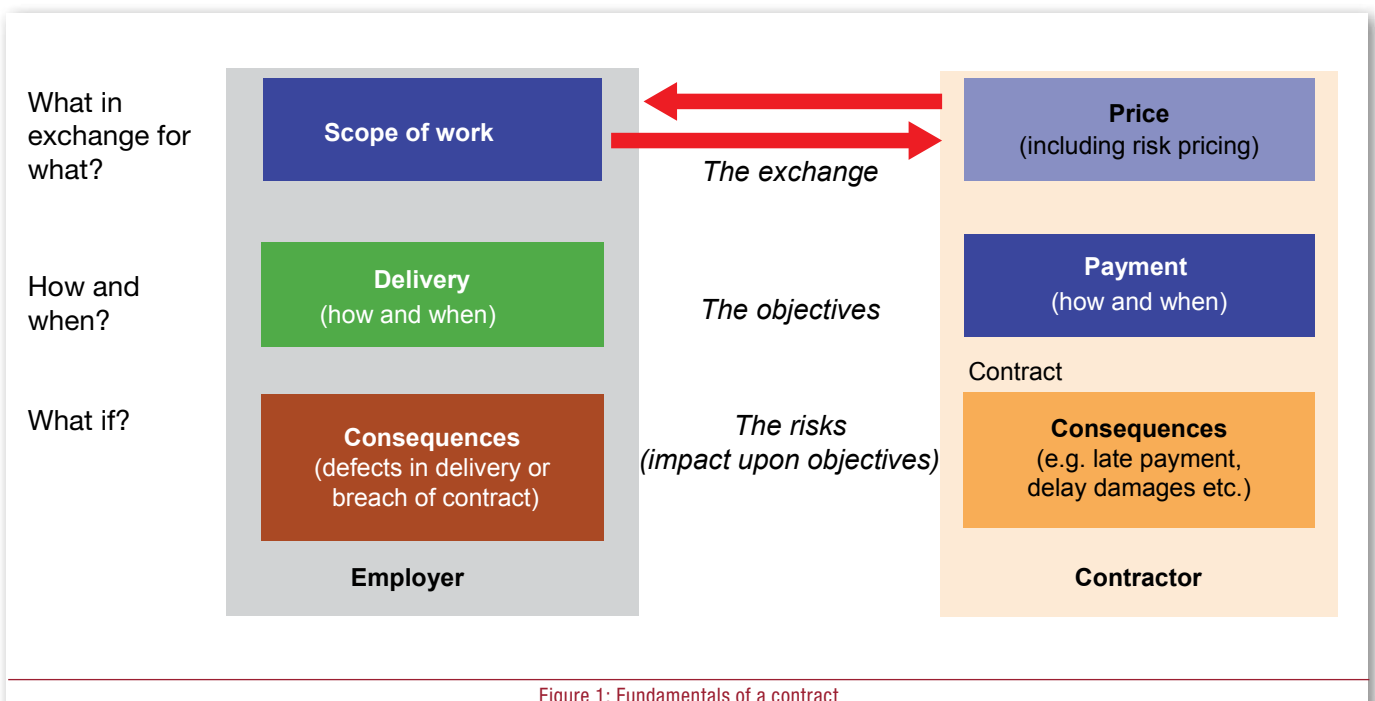 What in
exchange for
what?
Scope of work
The exchange
Price
(including risk pricing)
How and
when?
Delivery
(how and when)
The objectives
Payment
(how and when)
Contract
What if?
Consequences
(defects in delivery or
breach of contract)
The risks
(impact upon objectives)
Consequences
(e.g. late payment,
delay damages etc.)
Employer
Contractor
Figure 1: Fundamentals of a contract